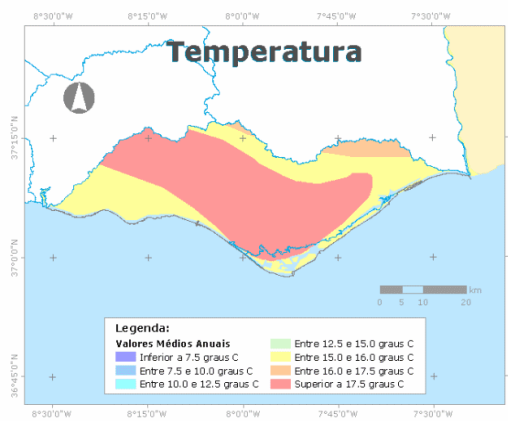 8°30'0"W 8°15'0"W 8°0'0"W 7°45'0"W 7°30'0"W
Temperatura
37°15'0"N
37°0'0"N
36°45'0"N
km
0 5 10 20
Legenda:
Valores Médios Anuais
Inferior a 7.5 graus C
Entre 7.5 e 10.0 graus C
Entre 10.0 e 12.5 graus C
Entre 12.5 e 15.0 graus C
Entre 15.0 e 16.0 graus C
Entre 16.0 e 17.5 graus C
Superior a 17.5 graus C
8°30'0"W 8°15'0"W 8°0'0"W 7°45'0"W 7°30'0"W